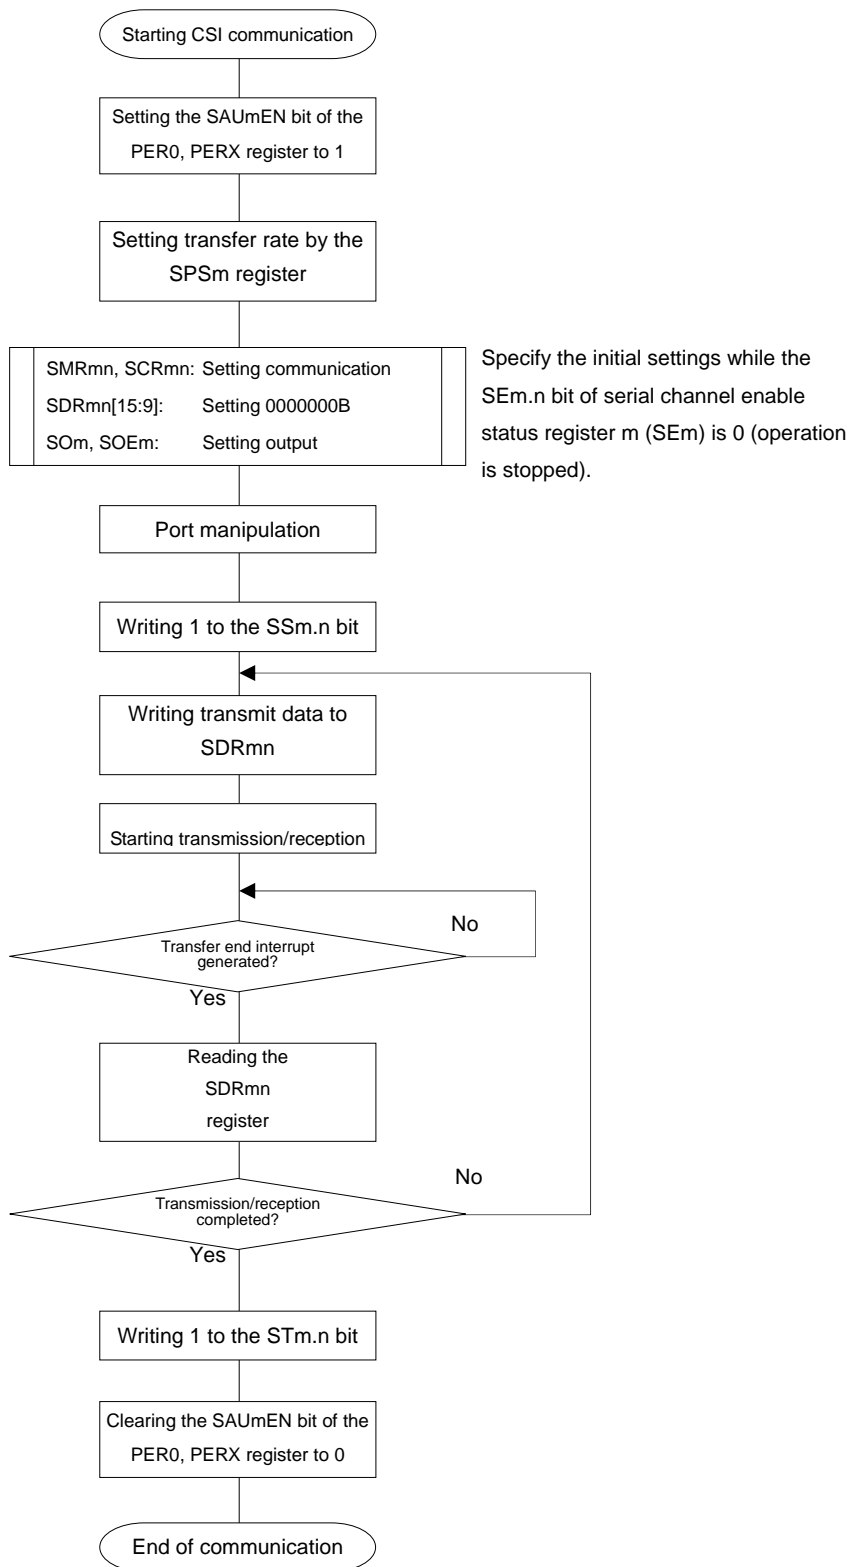 Starting CSI communication
Setting the SAUmEN bit of the
PER0, PERX register to 1
Setting transfer rate by the
SPSm register
SMRmn, SCRmn: Setting communication
SDRmn[15:9]: Setting 0000000B
SOm, SOEm: Setting output
Specify the initial settings while the
SEm.n bit of serial channel enable
status register m (SEm) is 0 (operation
is stopped).
Port manipulation
Writing 1 to the SSm.n bit
Writing transmit data to
SDRmn
Starting transmission/reception
No
Transfer end interrupt
generated?
Yes
Reading the
SDRmn
register
No
Transmission/reception
completed?
Yes
Writing 1 to the STm.n bit
Clearing the SAUmEN bit of the
PER0, PERX register to 0
End of communication